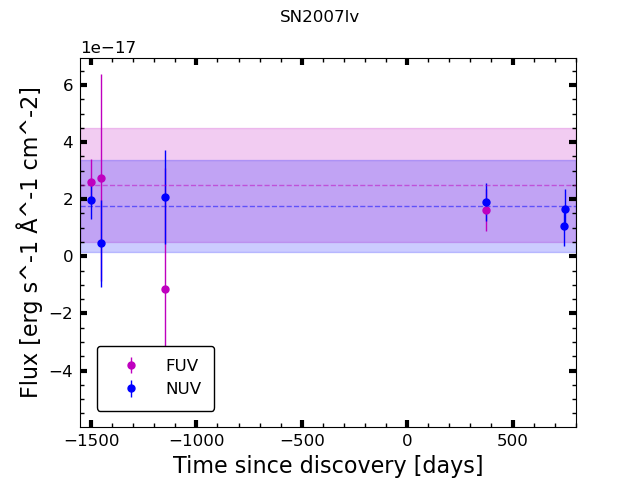 SN2007lv
1e−17
6
4
2
0
−2
−4
Flux [erg s^-1 Å^-1 cm^-2]
FUV
NUV
−1500 −1000 −500 0 500
Time since discovery [days]